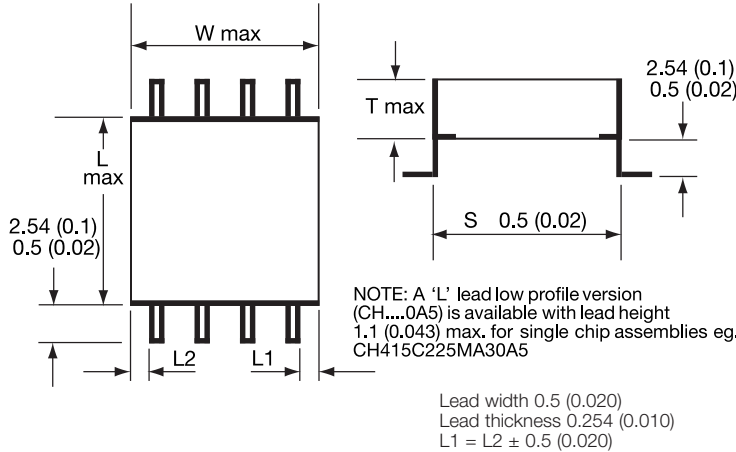 W max
2.54 (0.1)
0.5 (0.02)
T max
L
max
S 0.5 (0.02)
2.54 (0.1)
0.5 (0.02)
NOTE: A ‘L’ lead low profile version
(CH....0A5) is available with lead height
1.1 (0.043) max. for single chip assemblies eg.
CH415C225MA30A5
L2
L1
Lead width 0.5 (0.020)
Lead thickness 0.254 (0.010)
L1 = L2 ± 0.5 (0.020)